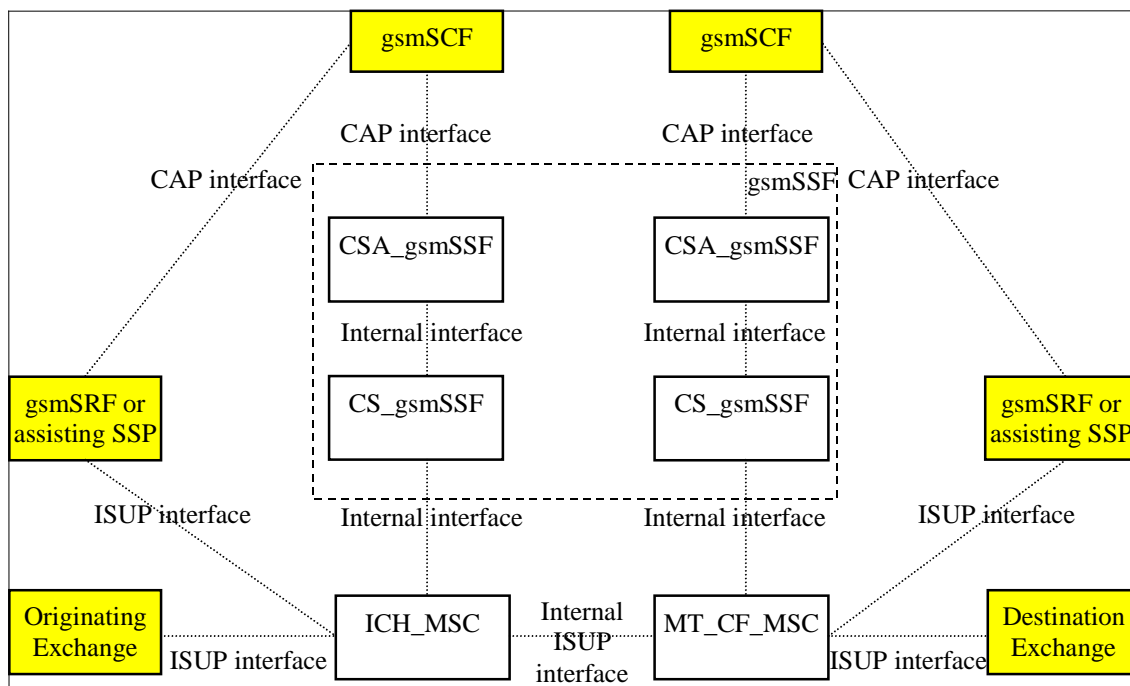 gsmSCF
gsmSCF
CAP interface
CAP interface
CAP interface
gsmSSF
CAP interface
CSA_gsmSSF
CSA_gsmSSF
Internal interface
Internal interface
gsmSRF or
assisting SSP
CS_gsmSSF
CS_gsmSSF
gsmSRF or
assisting SSP
ISUP interface
Internal interface
Internal interface
ISUP interface
Originating
Exchange
ICH_MSC
Internal
ISUP
interface
MT_CF_MSC
Destination
Exchange
ISUP interface
ISUP interface